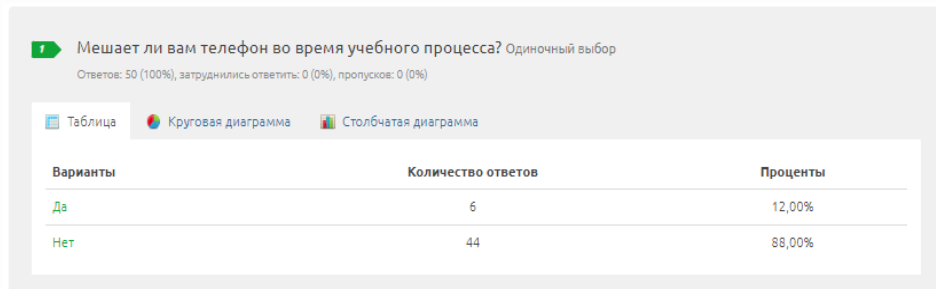 1 Мешает ли вам телефон во время учебного процесса? Одиночный выбор
Ответов: 50 (100%), затруднились ответить: 0 (0%), пропусков: 0 (0%)
Таблица Круговая диаграмма Столбчатая диаграмма
Варианты Количество ответов Проценты
Да 6 12,00%
Нет 44 88,00%